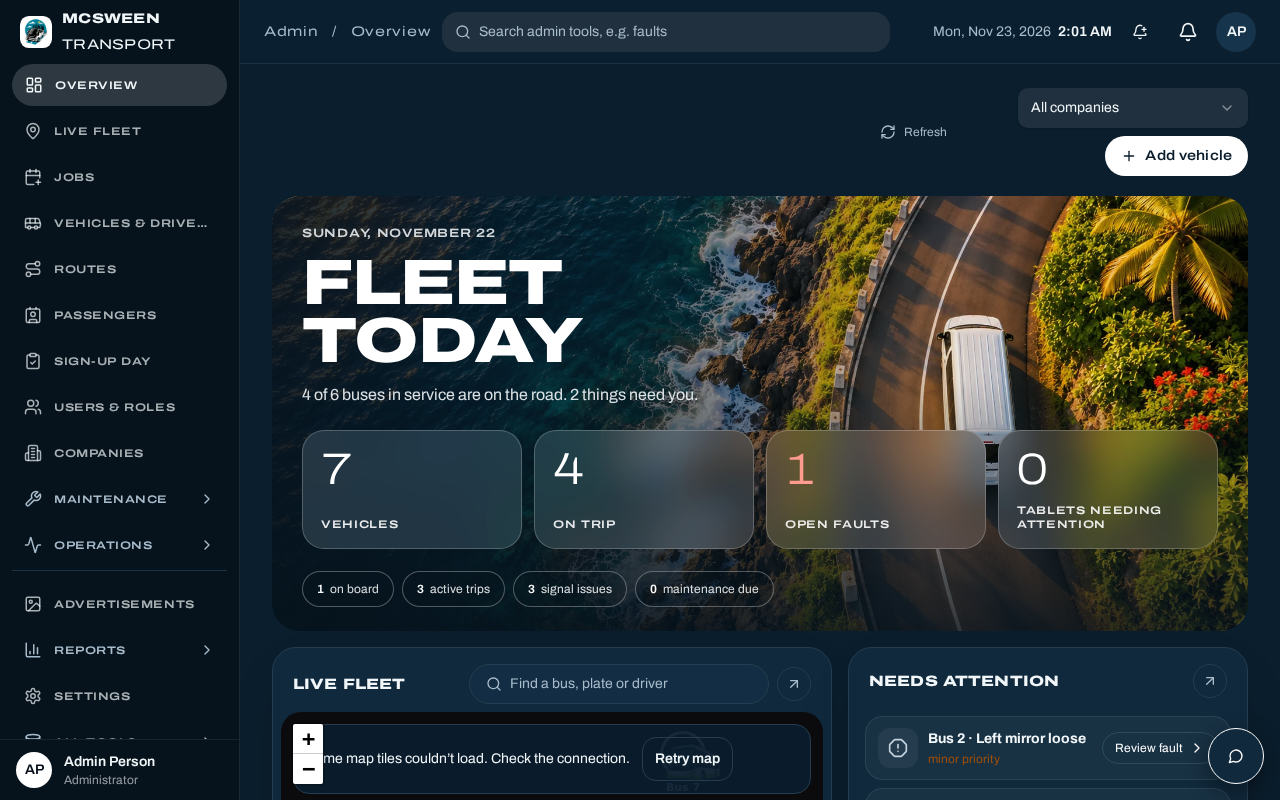 MCSWEEN
TRANSPORT
OVERVIEW
LIVE FLEET
JOBS
VEHICLES & DRIVE...
ROUTES
PASSENGERS
SIGN-UP DAY
USERS & ROLES
COMPANIES
MAINTENANCE
OPERATIONS
ADVERTISEMENTS
REPORTS
SETTINGS
AP
Admin Person
Administrator
Admin / Overview
Search admin tools, e.g. faults
Mon, Nov 23, 2026 2:01 AM
AP
All companies
Refresh
Add vehicle
SUNDAY, NOVEMBER 22
FLEET
TODAY
4 of 6 buses in service are on the road. 2 things need you.
7
VEHICLES
4
ON TRIP
1
OPEN FAULTS
0
TABLETS NEEDING
ATTENTION
1 on board
3 active trips
3 signal issues
0 maintenance due
LIVE FLEET
Find a bus, plate or driver
+
−
me map tiles couldn't load. Check the connection.
Retry map
Bus 7
NEEDS ATTENTION
Bus 2 · Left mirror loose
minor priority
Review fault